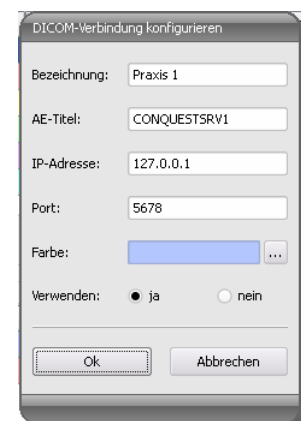 DICOM-Verbindung konfigurieren
Bezeichnung: Praxis 1
AE-Titel: CONQUESTSRV1
IP-Adresse: 127.0.0.1
Port: 5678
Farbe: ...
Verwenden: ja nein
Ok Abbrechen